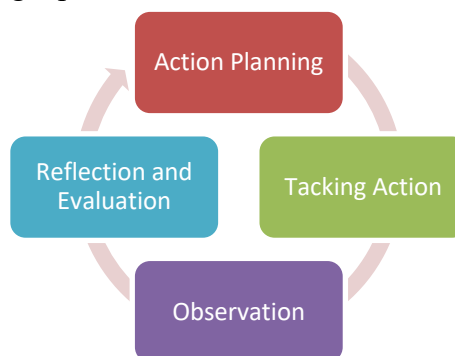 Action Planning
Tacking Action
Observation
Reflection and
Evaluation